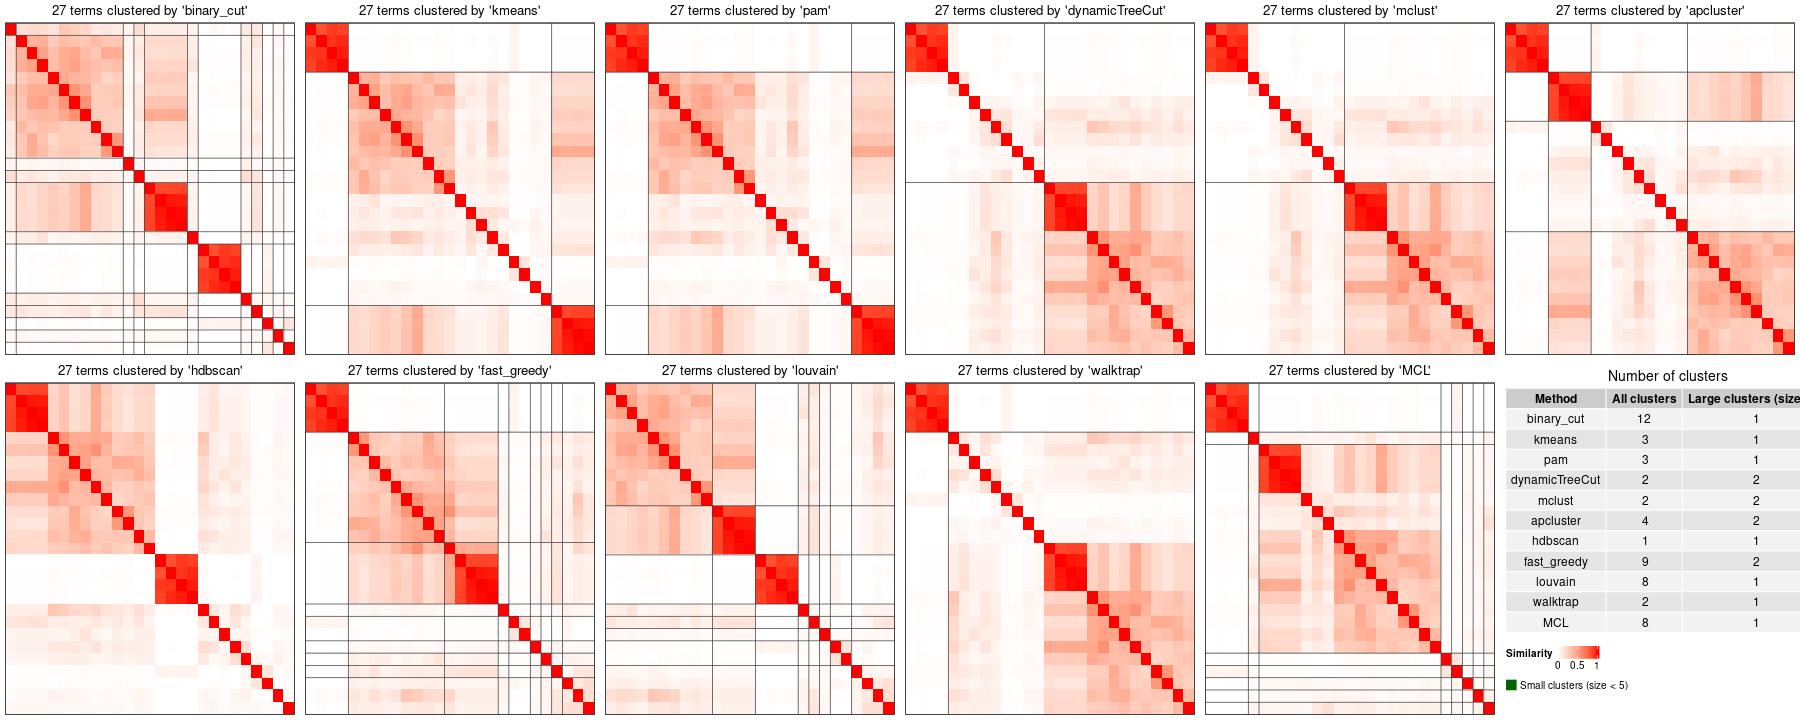 27 terms clustered by 'binary_cut'
27 terms clustered by 'kmeans'
27 terms clustered by 'pam'
27 terms clustered by 'dynamicTreeCut'
27 terms clustered by 'mclust'
27 terms clustered by 'apcluster'
27 terms clustered by 'hdbscan'
27 terms clustered by 'fast_greedy'
27 terms clustered by 'louvain'
27 terms clustered by 'walktrap'
27 terms clustered by 'MCL'
Number of clusters
Method All clusters Large clusters (size
binary_cut 12 1
kmeans 3 1
pam 3 1
dynamicTreeCut 2 2
mclust 2 2
apcluster 4 2
hdbscan 1 1
fast_greedy 9 2
louvain 8 1
walktrap 2 1
MCL 8 1
Similarity
0 0.5 1
Small clusters (size < 5)